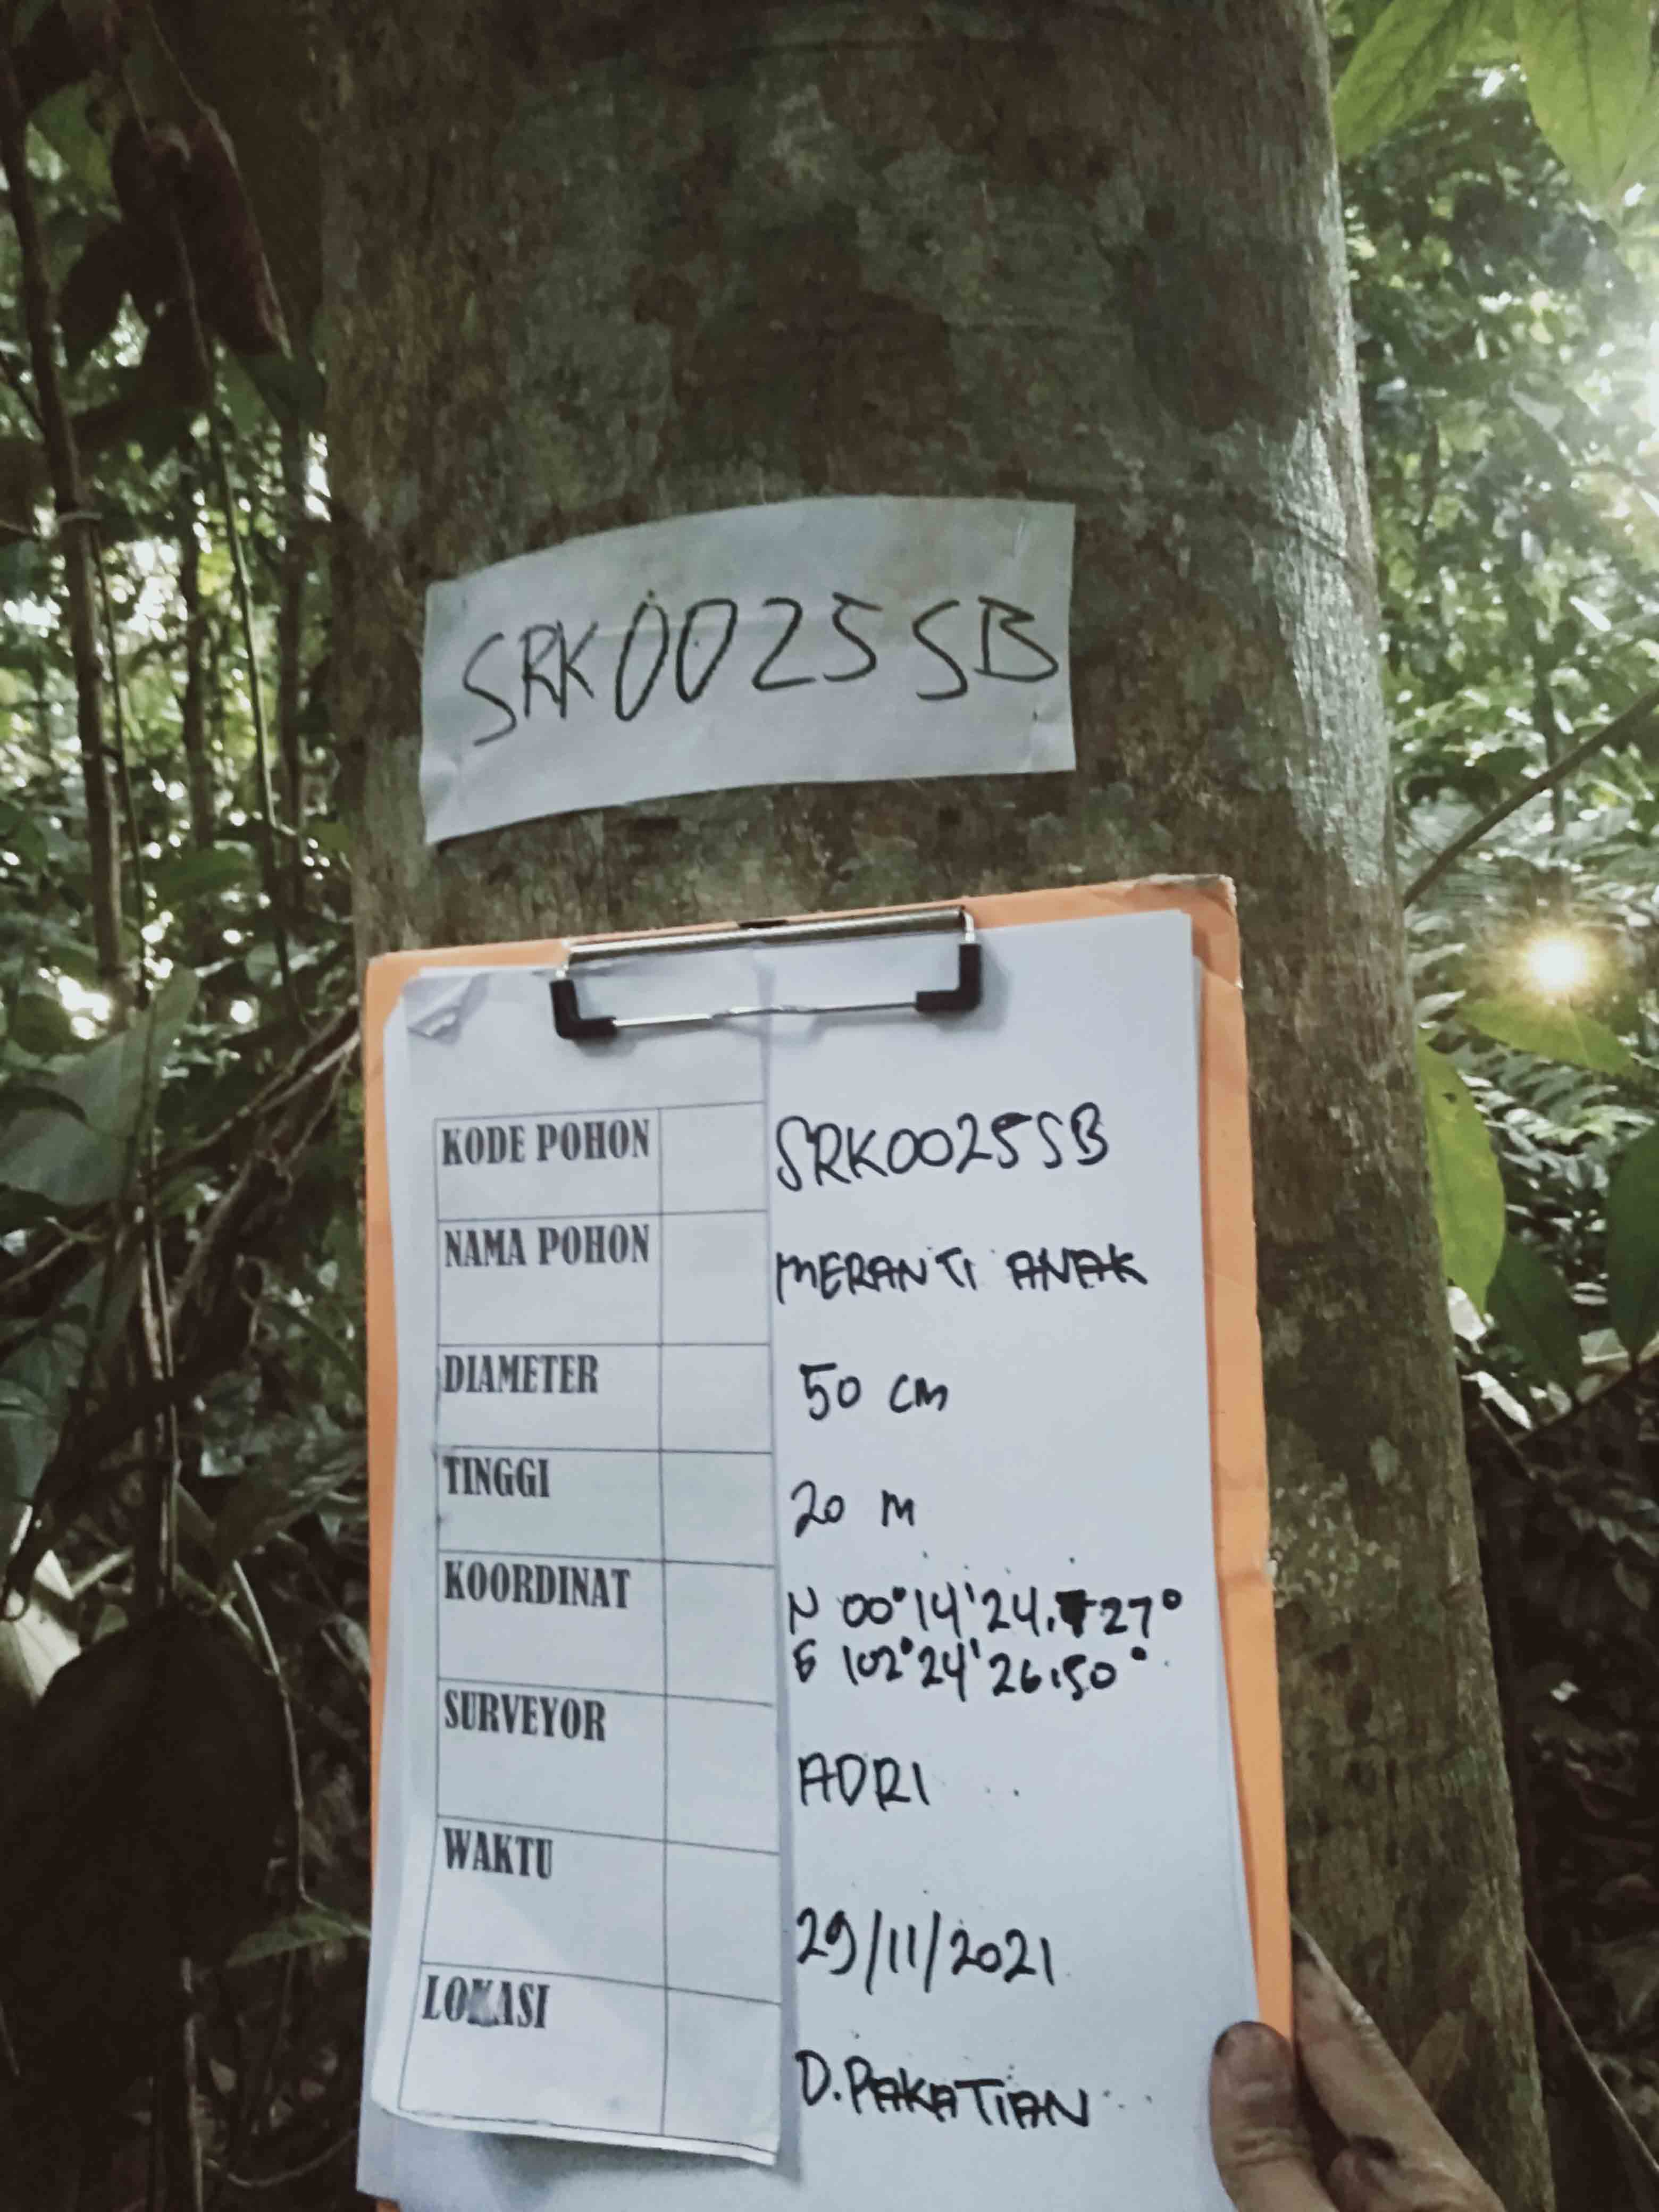 SRK0025SB
KODE POHON SRK0025SB
NAMA POHON MERANTI ANAK
DIAMETER 50 cm
TINGGI 20 m
KOORDINAT N 00°14'24.27°
E 102°24'26.50°
SURVEYOR ADRI
WAKTU 29/11/2021
LOKASI D.PAKATIAN